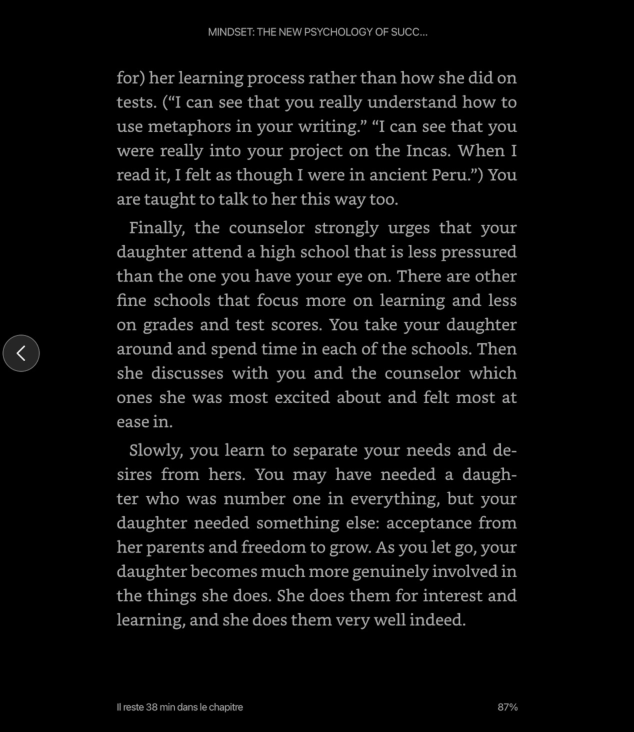 MINDSET: THE NEW PSYCHOLOGY OF SUCC...
for) her learning process rather than how she did on
tests. (“I can see that you really understand how to
use metaphors in your writing.” “I can see that you
were really into your project on the Incas. When I
read it, I felt as though I were in ancient Peru.”) You
are taught to talk to her this way too.
Finally, the counselor strongly urges that your
daughter attend a high school that is less pressured
than the one you have your eye on. There are other
fine schools that focus more on learning and less
on grades and test scores. You take your daughter
around and spend time in each of the schools. Then
she discusses with you and the counselor which
ones she was most excited about and felt most at
ease in.
Slowly, you learn to separate your needs and de-
sires from hers. You may have needed a daugh-
ter who was number one in everything, but your
daughter needed something else: acceptance from
her parents and freedom to grow. As you let go, your
daughter becomes much more genuinely involved in
the things she does. She does them for interest and
learning, and she does them very well indeed.
Il reste 38 min dans le chapitre
87%